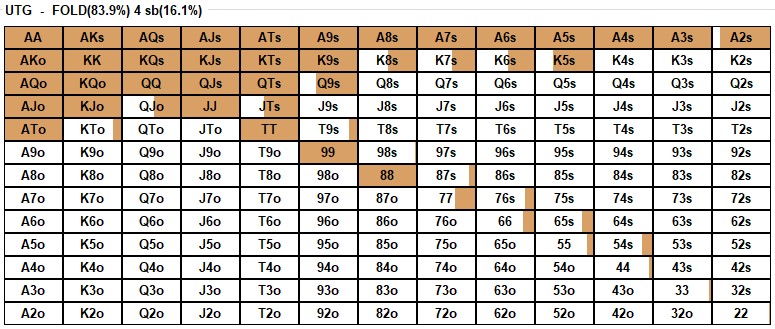 UTG - FOLD(83.9%) 4 sb(16.1%)
AA AKs AQs AJs ATs A9s A8s A7s A6s A5s A4s A3s A2s
AKo KK KQs KJs KTs K9s K8s K7s K6s K5s K4s K3s K2s
AQo KQo QQ QJs QTs Q9s Q8s Q7s Q6s Q5s Q4s Q3s Q2s
AJo KJo QJo JJ JTs J9s J8s J7s J6s J5s J4s J3s J2s
ATo KTo QTo JTo TT T9s T8s T7s T6s T5s T4s T3s T2s
A9o K9o Q9o J9o T9o 99 98s 97s 96s 95s 94s 93s 92s
A8o K8o Q8o J8o T8o 98o 88 87s 86s 85s 84s 83s 82s
A7o K7o Q7o J7o T7o 97o 87o 77 76s 75s 74s 73s 72s
A6o K6o Q6o J6o T6o 96o 86o 76o 66 65s 64s 63s 62s
A5o K5o Q5o J5o T5o 95o 85o 75o 65o 55 54s 53s 52s
A4o K4o Q4o J4o T4o 94o 84o 74o 64o 54o 44 43s 42s
A3o K3o Q3o J3o T3o 93o 83o 73o 63o 53o 43o 33 32s
A2o K2o Q2o J2o T2o 92o 82o 72o 62o 52o 42o 32o 22